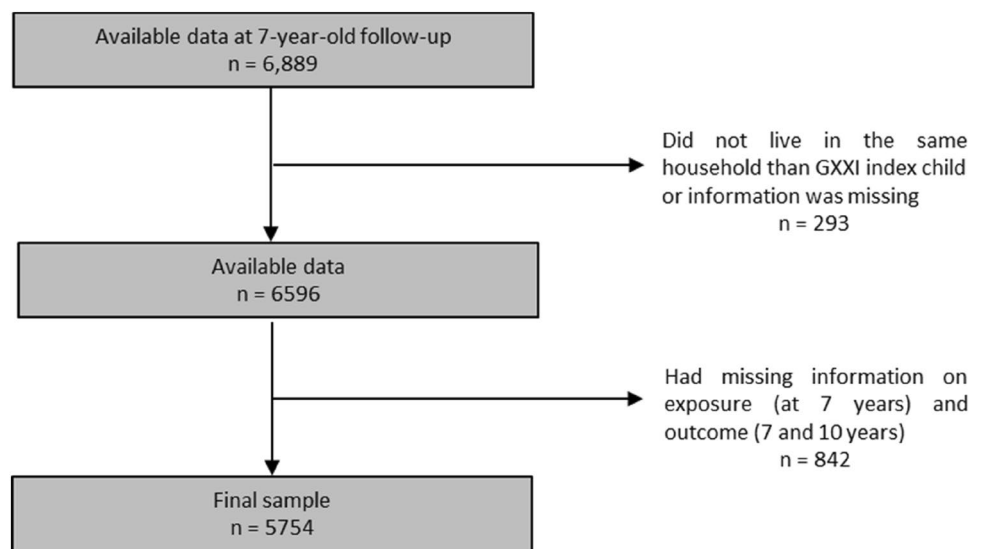 Available data at 7-year-old follow-up
n = 6,889
Did not live in the same
household than GXXI index child
or information was missing
n = 293
Available data
n = 6596
Had missing information on
exposure (at 7 years) and
outcome (7 and 10 years)
n = 842
Final sample
n = 5754